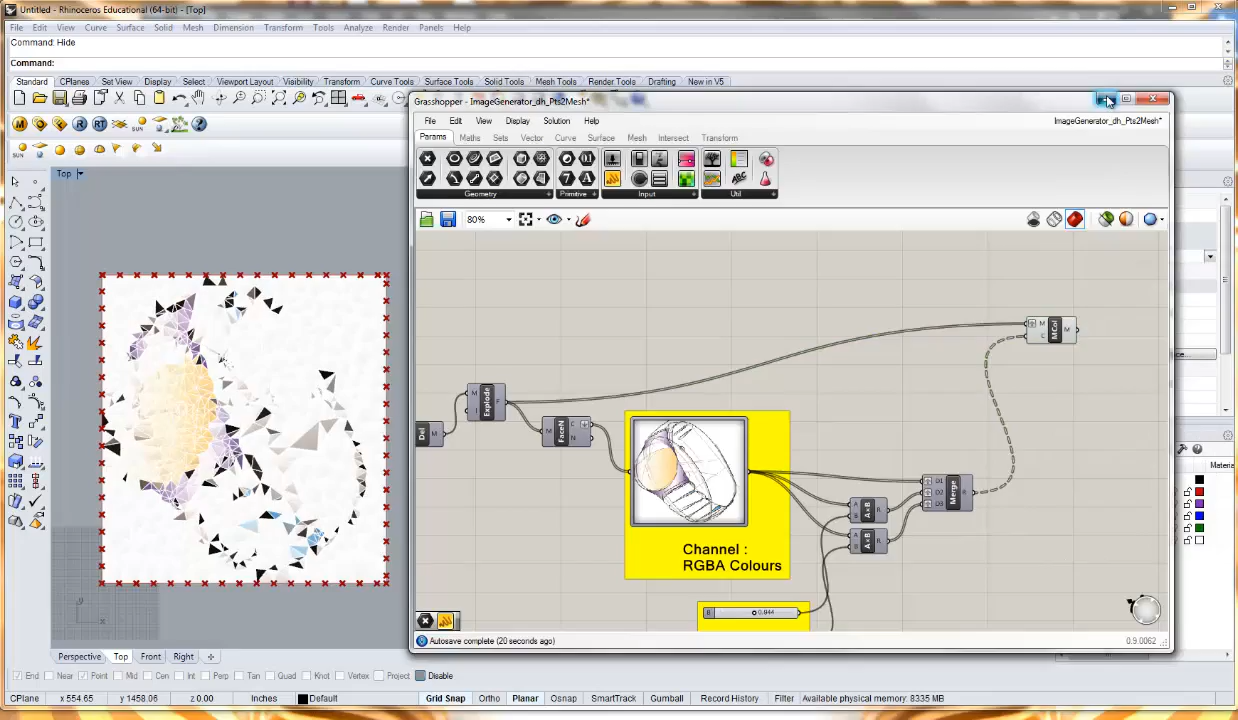 Untitled - Rhinoceros Educational (64-bit) - [Top]
File Edit View Curve Surface Solid Mesh Dimension Transform Tools Analyze Render Panels Help
Command: Hide
Command:
Standard CPlanes Set View Display Select Viewport Layout Visibility Transform Curve Tools Surface Tools Solid Tools Mesh Tools Render Tools Drafting New in V5
Grasshopper - ImageGenerator_dh_Pts2Mesh*
File Edit View Display Solution Help
ImageGenerator_dh_Pts2Mesh*
Params Maths Sets Vector Curve Surface Mesh Intersect Transform
Geometry Primitive Input Util
80%
Top
M MCol M
C
Del M
M Explode F
I
M FaceN C
N
D1 Merge R
D2
D3
A A×B R
B
A A×B R
B
Channel :
RGBA Colours
B 0.944
Autosave complete (20 seconds ago)
0.9.0062
y
x
Materia
Perspective Top Front Right
End Near Point Mid Cen Int Perp Tan Quad Knot Vertex Project Disable
CPlane x 554.65 y 1458.06 z 0.00 Inches Default Grid Snap Ortho Planar Osnap SmartTrack Gumball Record History Filter Available physical memory: 8335 MB